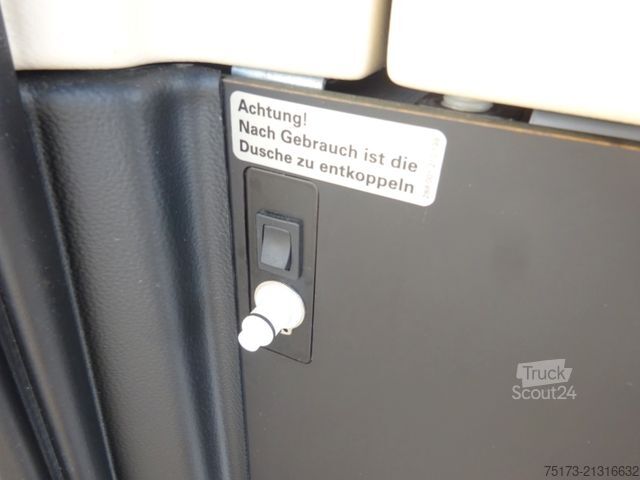 Achtung!
Nach Gebrauch ist die
Dusche zu entkoppeln
Truck
Scout24
75173-21316632